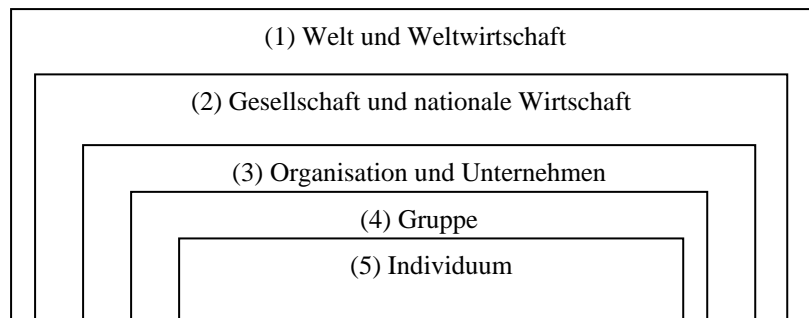 (1) Welt und Weltwirtschaft
(2) Gesellschaft und nationale Wirtschaft
(3) Organisation und Unternehmen
(4) Gruppe
(5) Individuum